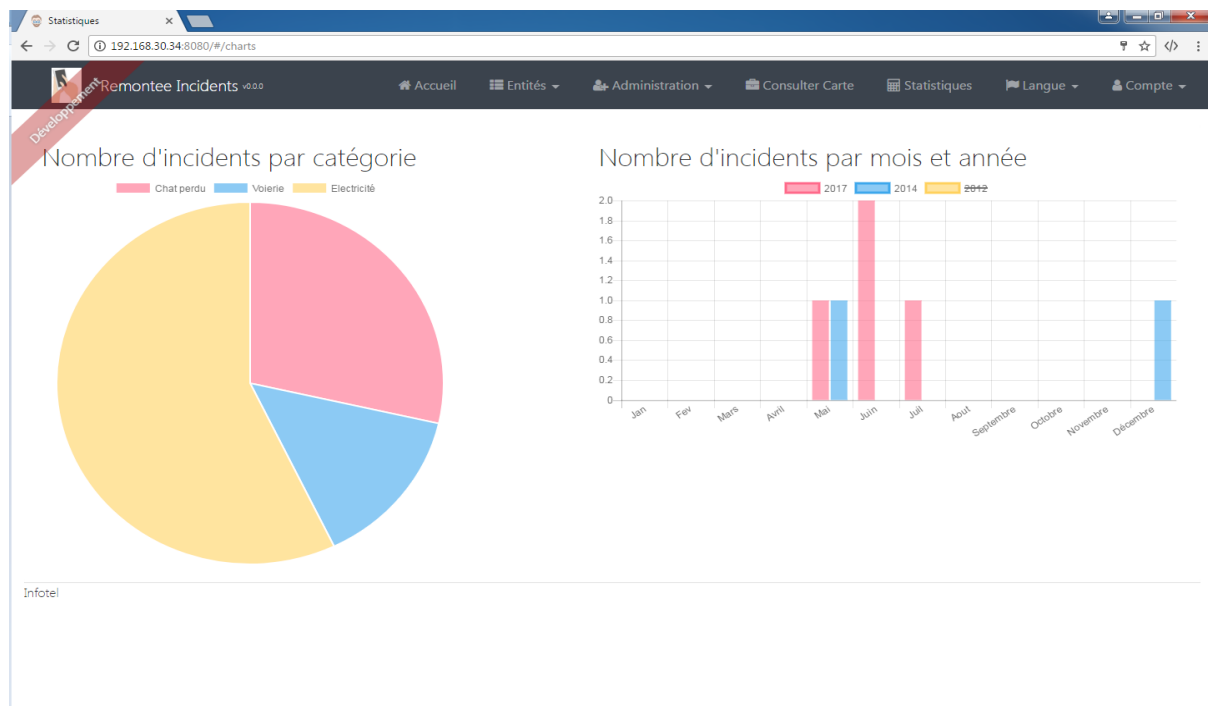 Statistiques
192.168.30.34:8080/#/charts
Développement
Remontee Incidents v0.0.0
Accueil
Entités
Administration
Consulter Carte
Statistiques
Langue
Compte
Nombre d'incidents par catégorie
Chat perdu
Voierie
Electricité
Nombre d'incidents par mois et année
2017
2014
2012
2.0
1.8
1.6
1.4
1.2
1.0
0.8
0.6
0.4
0.2
0
Jan
Fev
Mars
Avril
Mai
Juin
Juil
Aout
Septembre
Octobre
Novembre
Décembre
Infotel